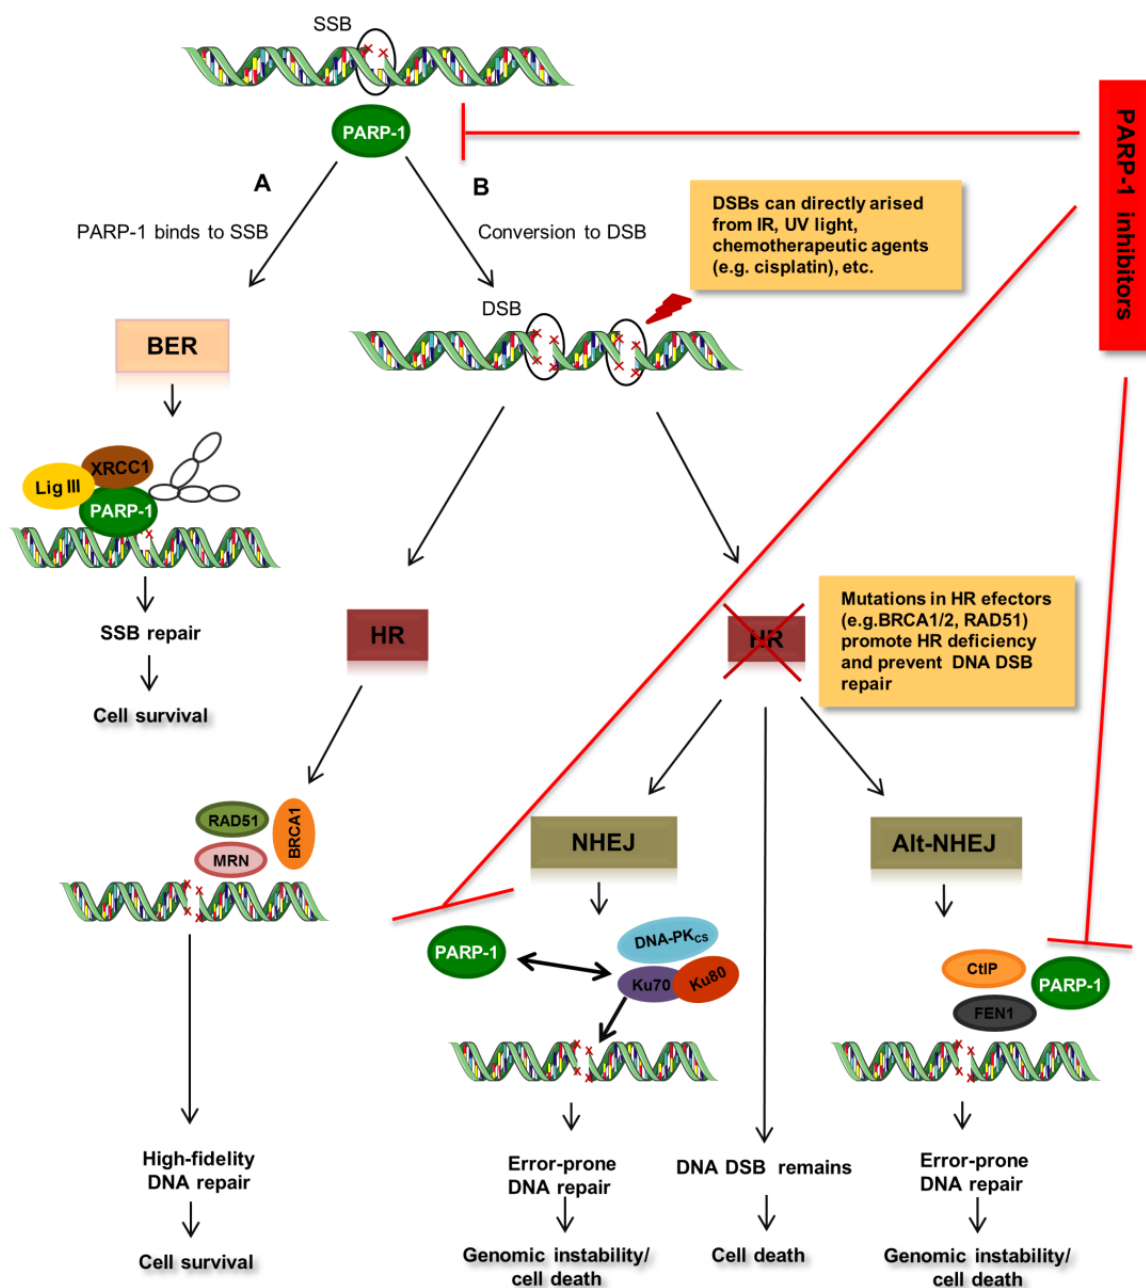 SSB
PARP-1
A
B
PARP-1 binds to SSB
Conversion to DSB
PARP-1 inhibitors
DSBs can directly arised
from IR, UV light,
chemotherapeutic agents
(e.g. cisplatin), etc.
DSB
BER
XRCC1
Lig III
PARP-1
SSB repair
Cell survival
HR
HR
Mutations in HR efectors
(e.g.BRCA1/2, RAD51)
promote HR deficiency
and prevent DNA DSB
repair
RAD51
BRCA1
MRN
NHEJ
Alt-NHEJ
PARP-1
DNA-PKCS
Ku70
Ku80
CtIP
PARP-1
FEN1
High-fidelity
DNA repair
Cell survival
Error-prone
DNA repair
Genomic instability/
cell death
DNA DSB remains
Cell death
Error-prone
DNA repair
Genomic instability/
cell death